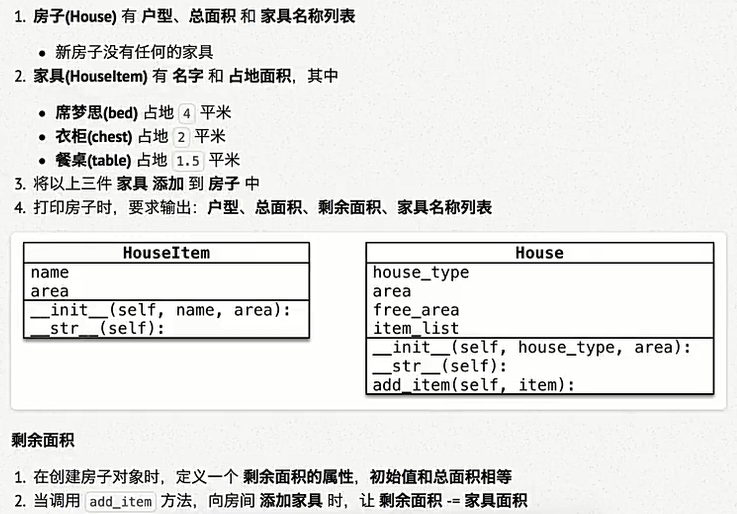 1. 房子(House) 有 户型、总面积 和 家具名称列表
• 新房子没有任何的家具
2. 家具(HouseItem) 有 名字 和 占地面积，其中
• 席梦思(bed) 占地 4 平米
• 衣柜(chest) 占地 2 平米
• 餐桌(table) 占地 1.5 平米
3. 将以上三件 家具 添加 到 房子 中
4. 打印房子时，要求输出：户型、总面积、剩余面积、家具名称列表
HouseItem
name
area
__init__(self, name, area):
__str__(self):
House
house_type
area
free_area
item_list
__init__(self, house_type, area):
__str__(self):
add_item(self, item):
剩余面积
1. 在创建房子对象时，定义一个 剩余面积的属性，初始值和总面积相等
2. 当调用 add_item 方法，向房间 添加家具 时，让 剩余面积 -= 家具面积